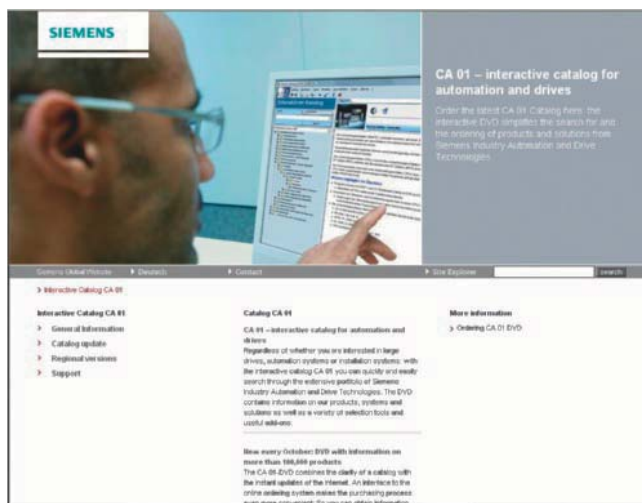 SIEMENS
CA 01 – interactive catalog for
automation and drives
Order the latest CA 01 Catalog here: the
interactive DVD simplifies the search for and
the ordering of products and solutions from
Siemens Industry Automation and Drive
Technologies.
Siemens Global Website
Deutsch
Contact
Site Explorer
search
Interactive Catalog CA 01
Interactive Catalog CA 01
General Information
Catalog update
Regional versions
Support
Catalog CA 01
CA 01 – interactive catalog for automation and
drives
Regardless of whether you are interested in large
drives, automation systems or installation systems: with
the interactive catalog CA 01 you can quickly and easily
search through the extensive portfolio of Siemens
Industry Automation and Drive Technologies. The DVD
contains information on our products, systems and
solutions as well as a variety of selection tools and
useful add-ons.
New every October: DVD with information on
more than 100,000 products
The CA 01-DVD combines the clarity of a catalog with
the instant updates of the Internet. An interface to the
online ordering system makes the purchasing process
More information
Ordering CA 01 DVD